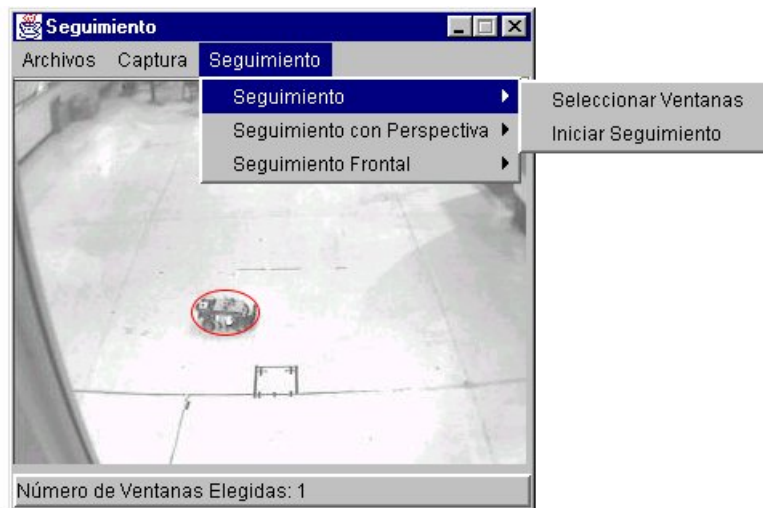 Seguimiento
Archivos Captura Seguimiento
Seguimiento
Seguimiento con Perspectiva
Seguimiento Frontal
Seleccionar Ventanas
Iniciar Seguimiento
Número de Ventanas Elegidas: 1